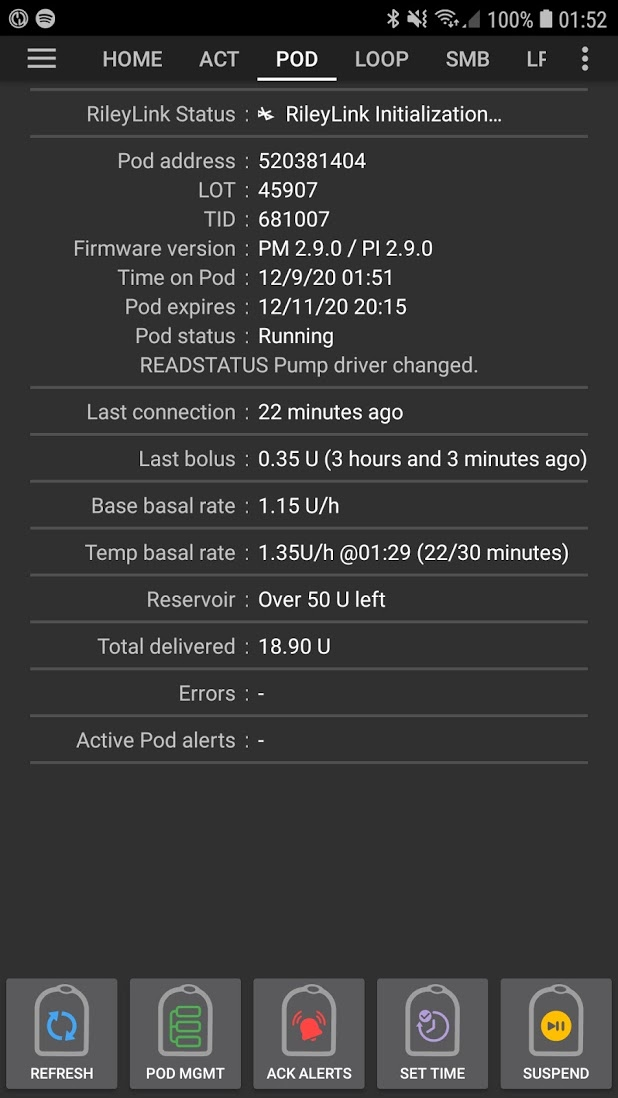 100% 01:52
HOME ACT POD LOOP SMB LF
RileyLink Status : RileyLink Initialization...
Pod address : 520381404
LOT : 45907
TID : 681007
Firmware version : PM 2.9.0 / PI 2.9.0
Time on Pod : 12/9/20 01:51
Pod expires : 12/11/20 20:15
Pod status : Running
READSTATUS Pump driver changed.
Last connection : 22 minutes ago
Last bolus : 0.35 U (3 hours and 3 minutes ago)
Base basal rate : 1.15 U/h
Temp basal rate : 1.35U/h @01:29 (22/30 minutes)
Reservoir : Over 50 U left
Total delivered : 18.90 U
Errors : -
Active Pod alerts : -
REFRESH POD MGMT ACK ALERTS SET TIME SUSPEND